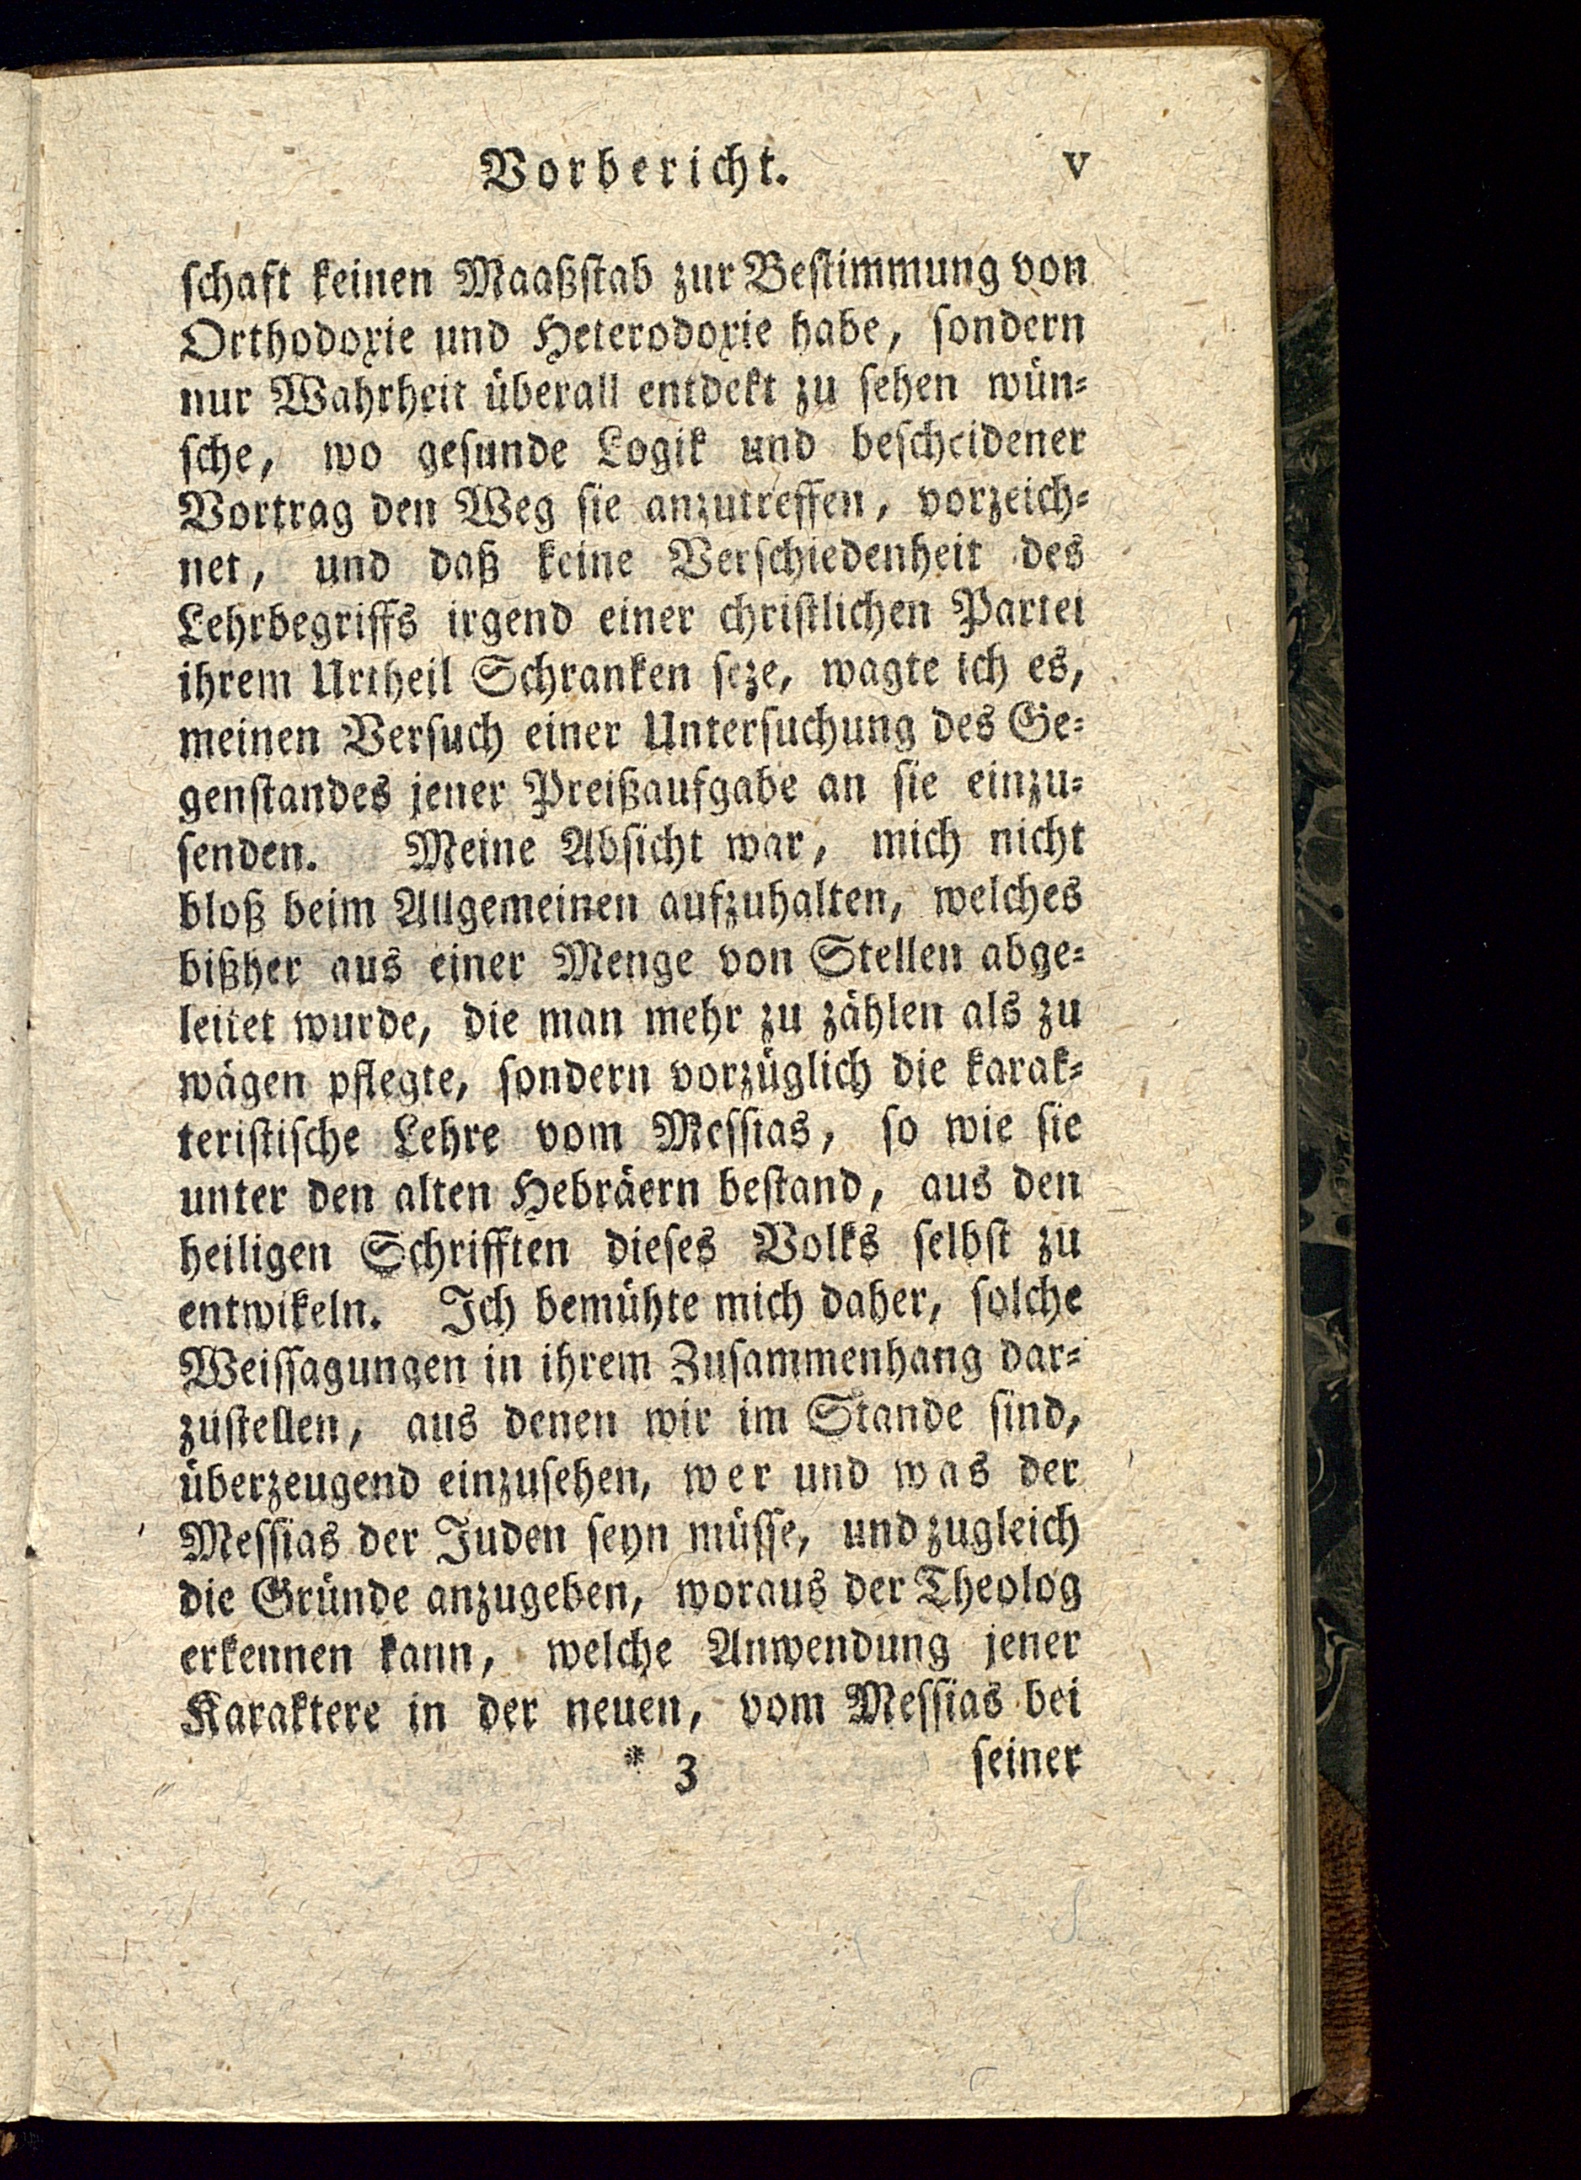 Vorbericht. v
schaft keinen Maaßstab zur Bestimmung von
Orthodoxie und Heterodoxie habe, sondern
nur Wahrheit überall entdekt zu sehen wün-
sche, wo gesunde Logik und bescheidener
Vortrag den Weg sie anzutreffen, vorzeich-
net, und daß keine Verschiedenheit des
Lehrbegriffs irgend einer christlichen Partei
ihrem Urtheil Schranken seze, wagte ich es,
meinen Versuch einer Untersuchung des Ge-
genstandes jener Preißaufgabe an sie einzu-
senden. Meine Absicht war, mich nicht
bloß beim Allgemeinen aufzuhalten, welches
bißher aus einer Menge von Stellen abge-
leitet wurde, die man mehr zu zählen als zu
wägen pflegte, sondern vorzüglich die karak-
teristische Lehre vom Messias, so wie sie
unter den alten Hebräern bestand, aus den
heiligen Schrifften dieses Volks selbst zu
entwikeln. Ich bemühte mich daher, solche
Weissagungen in ihrem Zusammenhang dar-
zustellen, aus denen wir im Stande sind,
überzeugend einzusehen, wer und was der
Messias der Juden seyn müsse, und zugleich
die Gründe anzugeben, woraus der Theolog
erkennen kann, welche Anwendung jener
Karaktere in der neuen, vom Messias bei
* 3 seiner